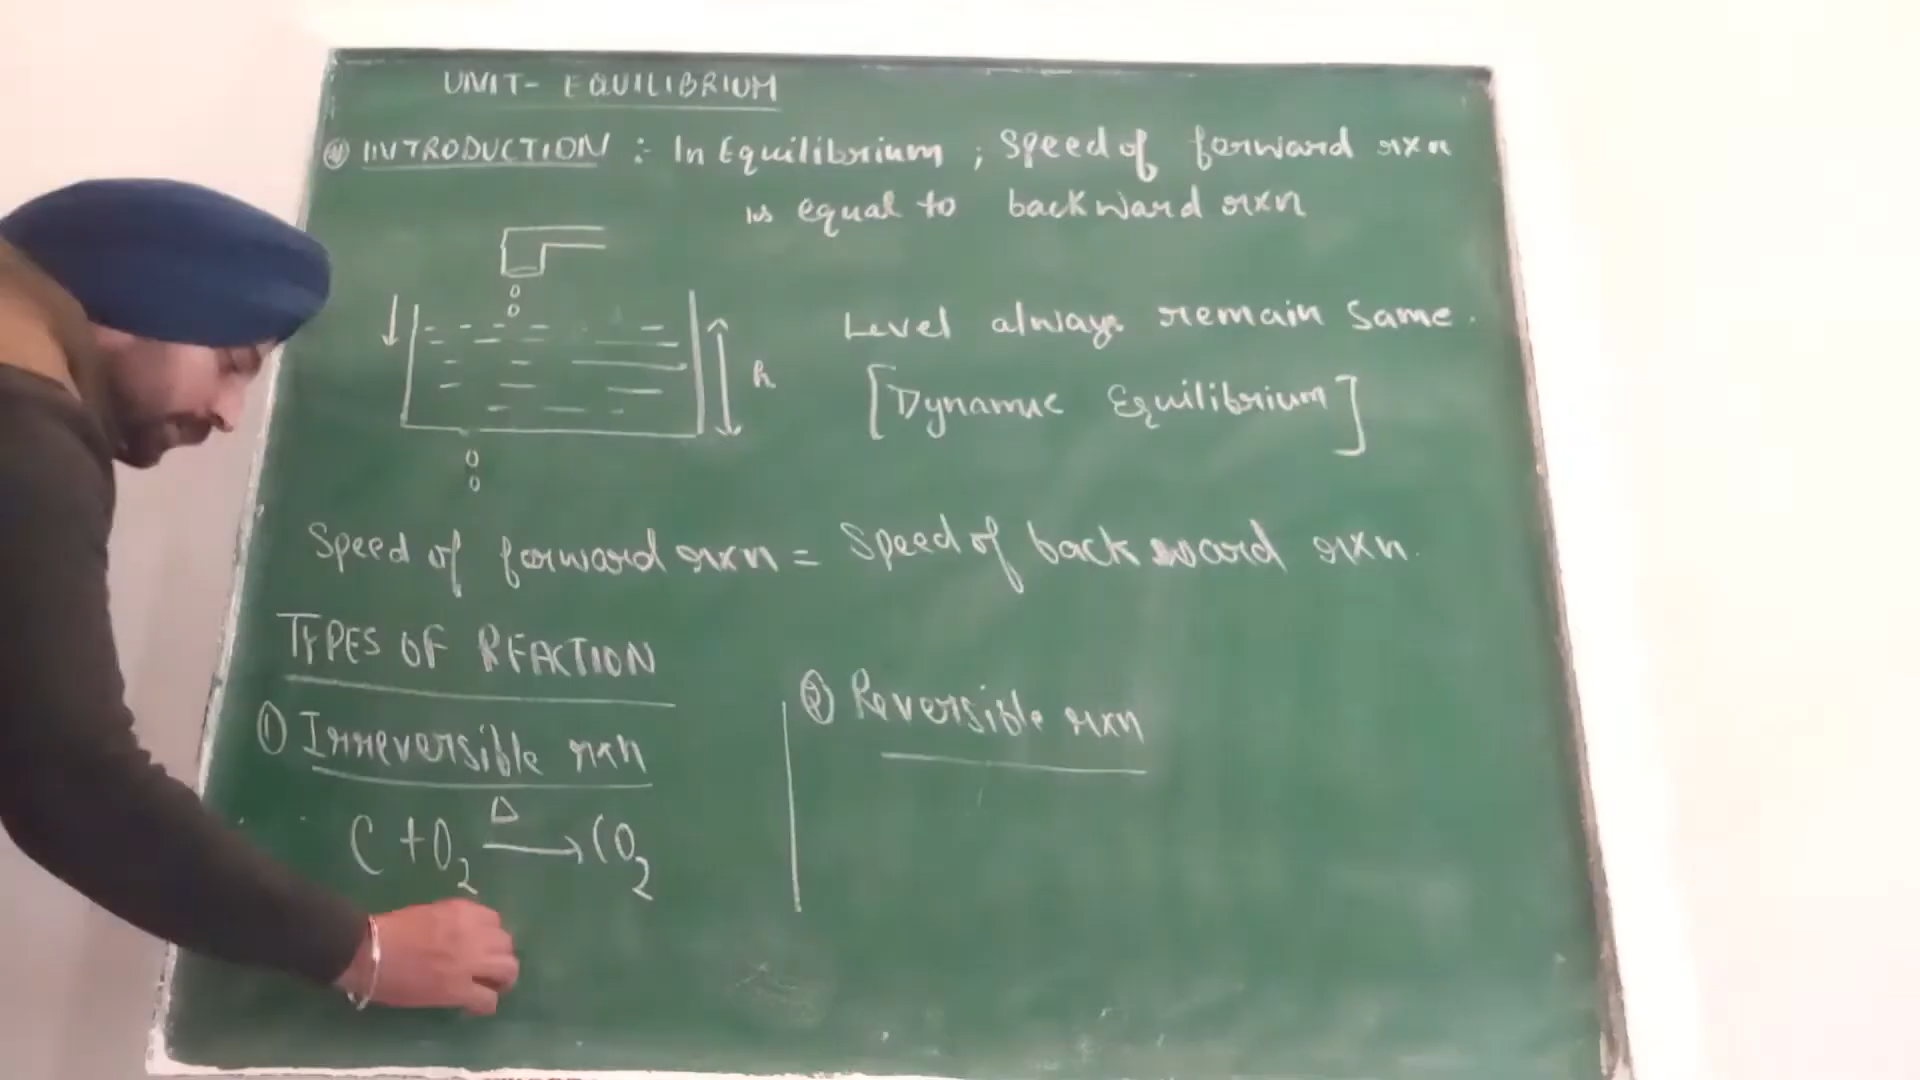 UNIT- EQUILIBRIUM
INTRODUCTION :- In Equilibrium ; Speed of forward rxn
is equal to backward rxn
Level always remain Same.
h
[Dynamic Equilibrium]
Speed of forward rxn = Speed of backward rxn.
TYPES OF REACTION
① Irreversible rxn
② Reversible rxn
Δ
C + O₂ → CO₂